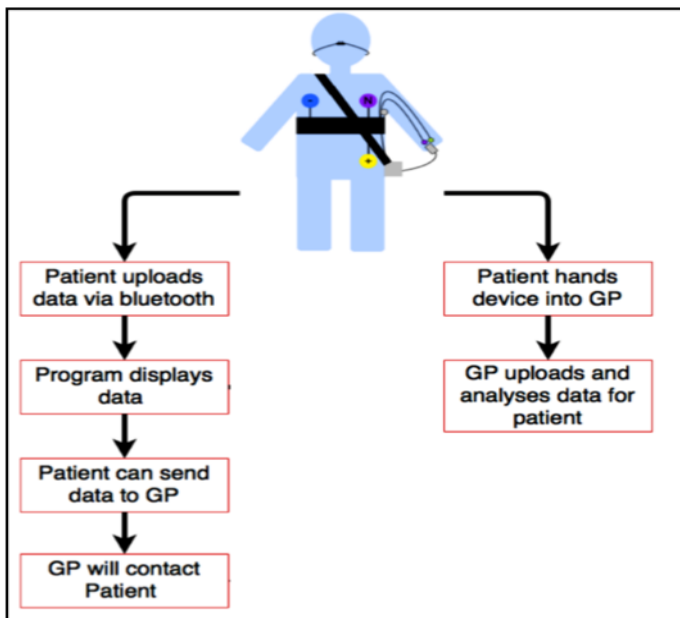 -
N
+
Patient uploads
data via bluetooth
Program displays
data
Patient can send
data to GP
GP will contact
Patient
Patient hands
device into GP
GP uploads and
analyses data for
patient